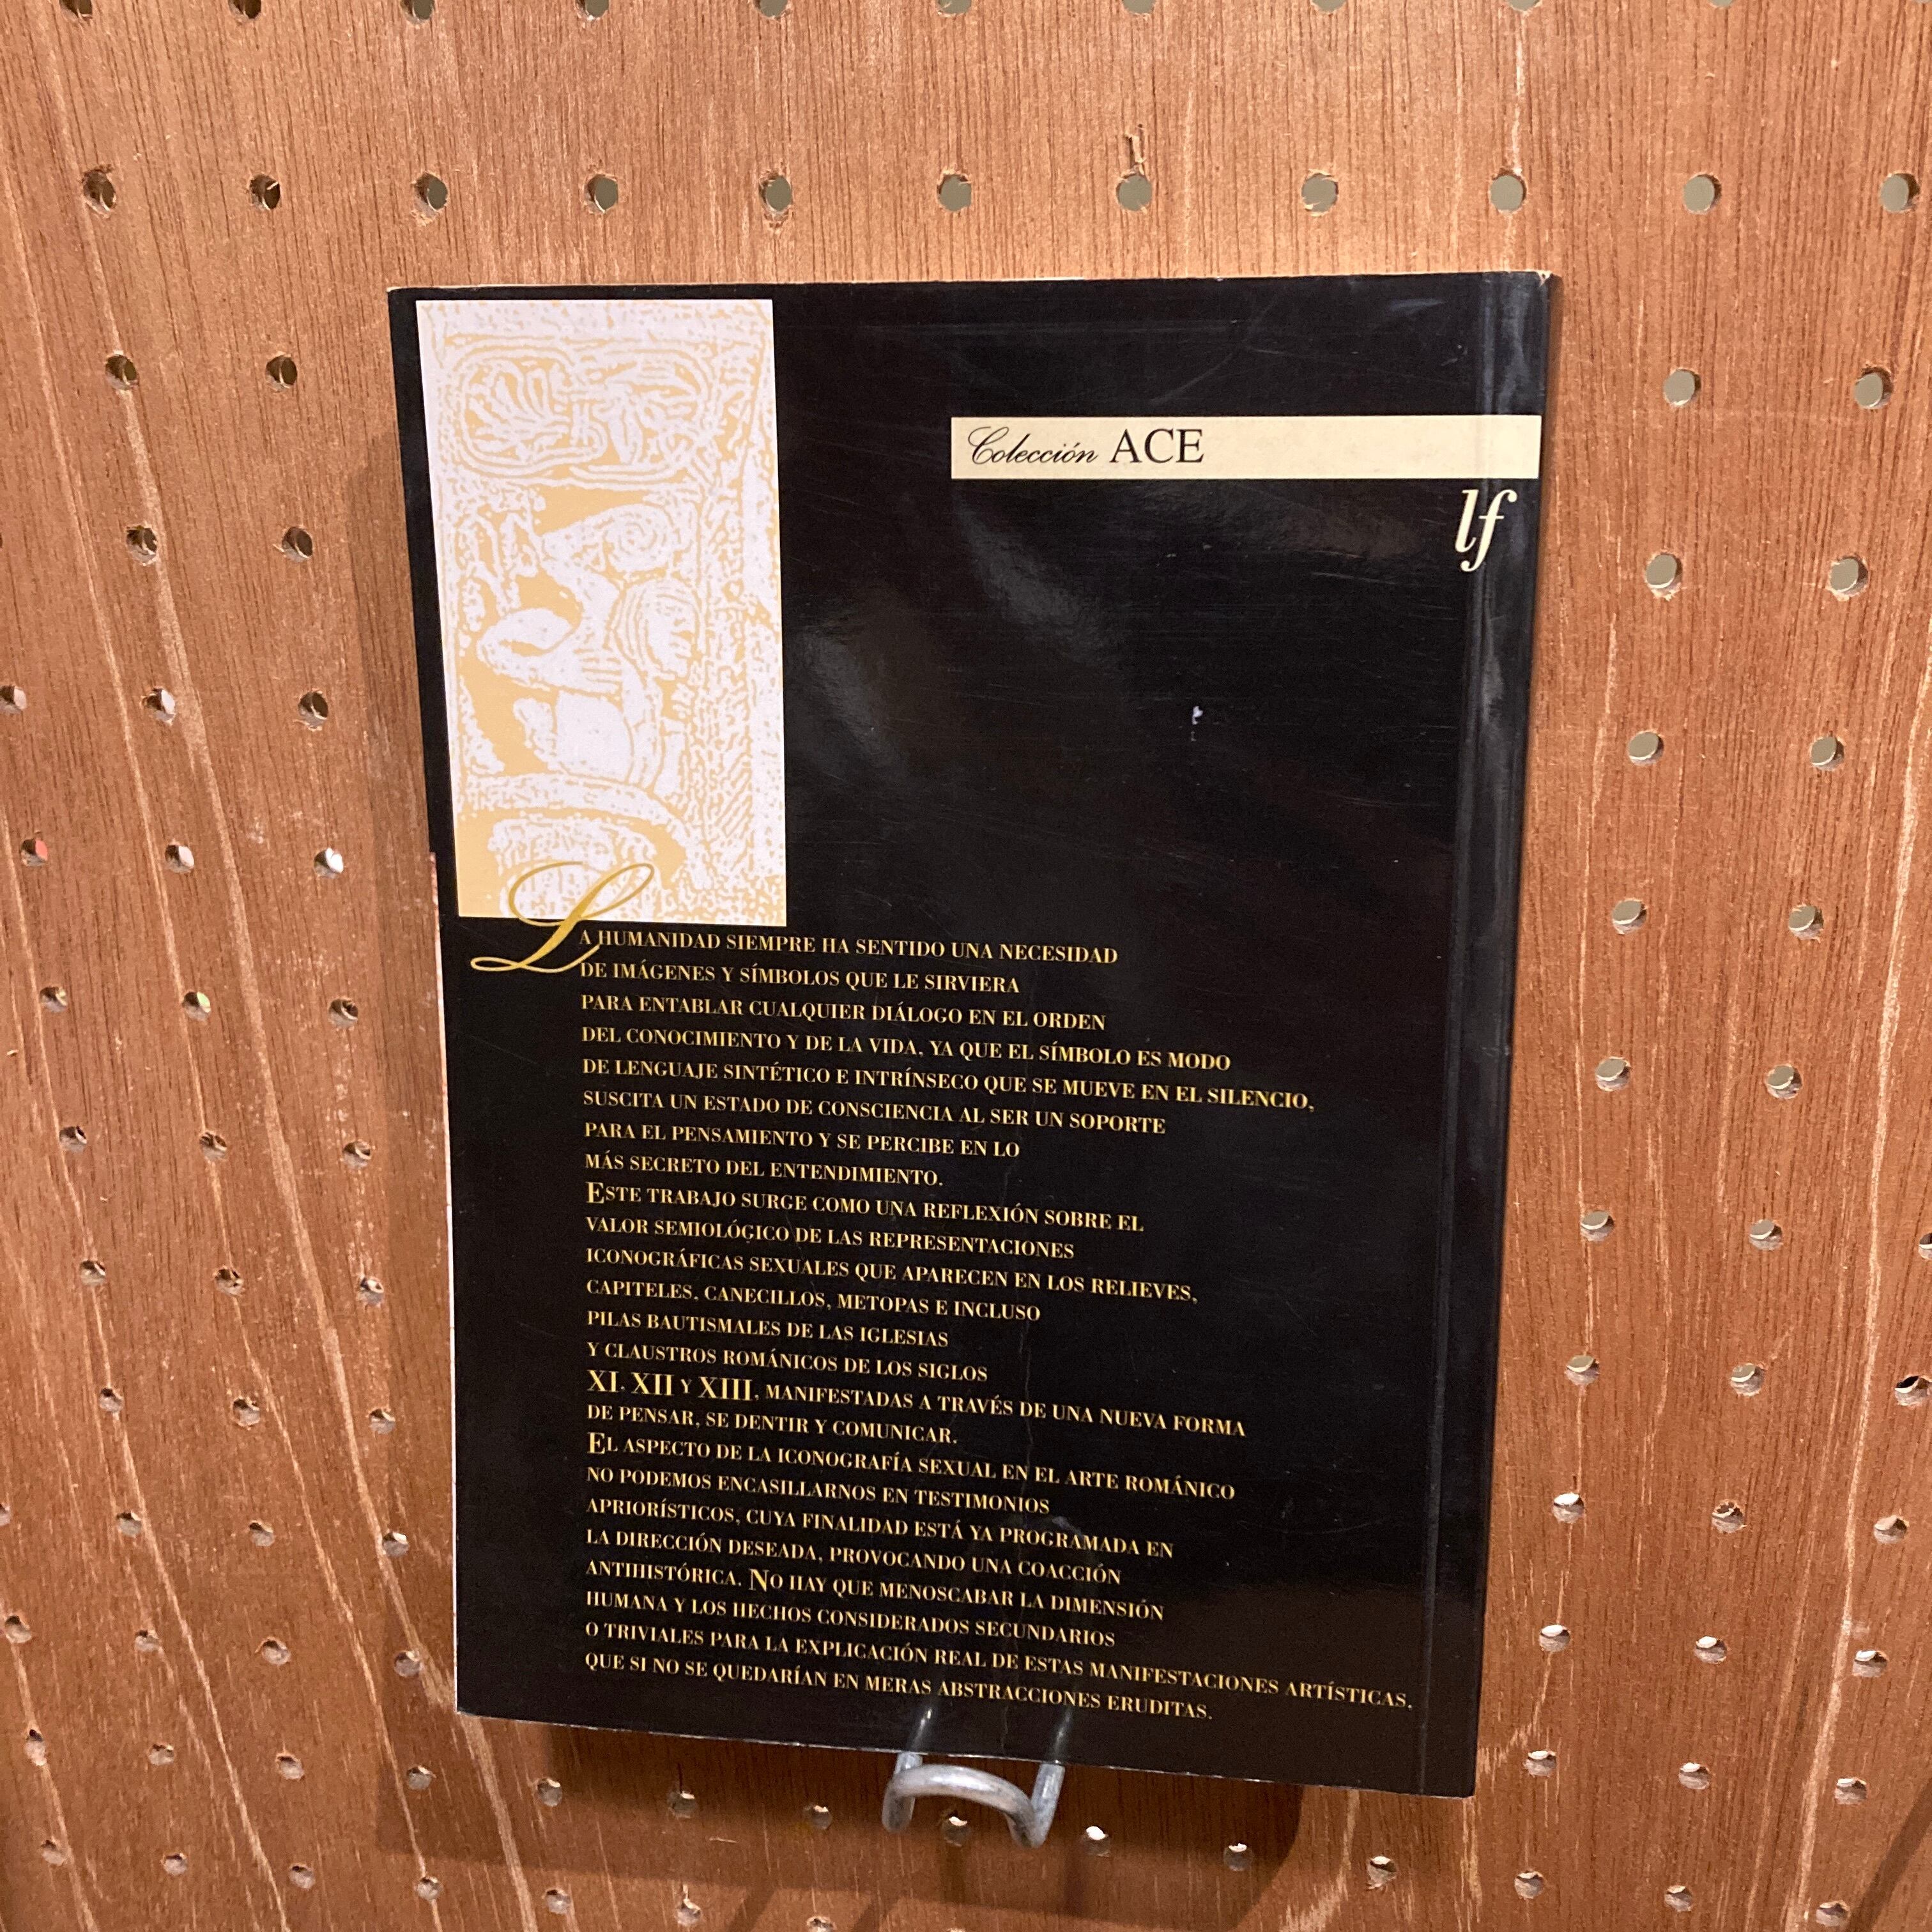 Colección ACE
lf
LA HUMANIDAD SIEMPRE HA SENTIDO UNA NECESIDAD
DE IMÁGENES Y SÍMBOLOS QUE LE SIRVIERA
PARA ENTABLAR CUALQUIER DIÁLOGO EN EL ORDEN
DEL CONOCIMIENTO Y DE LA VIDA, YA QUE EL SÍMBOLO ES MODO
DE LENGUAJE SINTÉTICO E INTRÍNSECO QUE SE MUEVE EN EL SILENCIO,
SUSCITA UN ESTADO DE CONSCIENCIA AL SER UN SOPORTE
PARA EL PENSAMIENTO Y SE PERCIBE EN LO
MÁS SECRETO DEL ENTENDIMIENTO.
ESTE TRABAJO SURGE COMO UNA REFLEXIÓN SOBRE EL
VALOR SEMIOLÓGICO DE LAS REPRESENTACIONES
ICONOGRÁFICAS SEXUALES QUE APARECEN EN LOS RELIEVES,
CAPITELES, CANECILLOS, METOPAS E INCLUSO
PILAS BAUTISMALES DE LAS IGLESIAS
Y CLAUSTROS ROMÁNICOS DE LOS SIGLOS
XI, XII Y XIII, MANIFESTADAS A TRAVÉS DE UNA NUEVA FORMA
DE PENSAR, SE DENTIR Y COMUNICAR.
EL ASPECTO DE LA ICONOGRAFÍA SEXUAL EN EL ARTE ROMÁNICO
NO PODEMOS ENCASILLARNOS EN TESTIMONIOS
APRIORÍSTICOS, CUYA FINALIDAD ESTÁ YA PROGRAMADA EN
LA DIRECCIÓN DESEADA, PROVOCANDO UNA COACCIÓN
ANTIHISTÓRICA. NO HAY QUE MENOSCABAR LA DIMENSIÓN
HUMANA Y LOS HECHOS CONSIDERADOS SECUNDARIOS
O TRIVIALES PARA LA EXPLICACIÓN REAL DE ESTAS MANIFESTACIONES ARTÍSTICAS,
QUE SI NO SE QUEDARÍAN EN MERAS ABSTRACCIONES ERUDITAS.